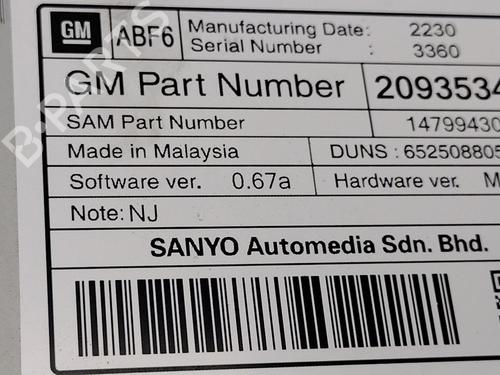 GM ABF6 Manufacturing Date: 2230
Serial Number : 3360
GM Part Number 2093534
SAM Part Number 14799430
Made in Malaysia DUNS : 652508805
Software ver. 0.67a Hardware ver. M
Note: NJ
SANYO Automedia Sdn. Bhd.
B-PARTS